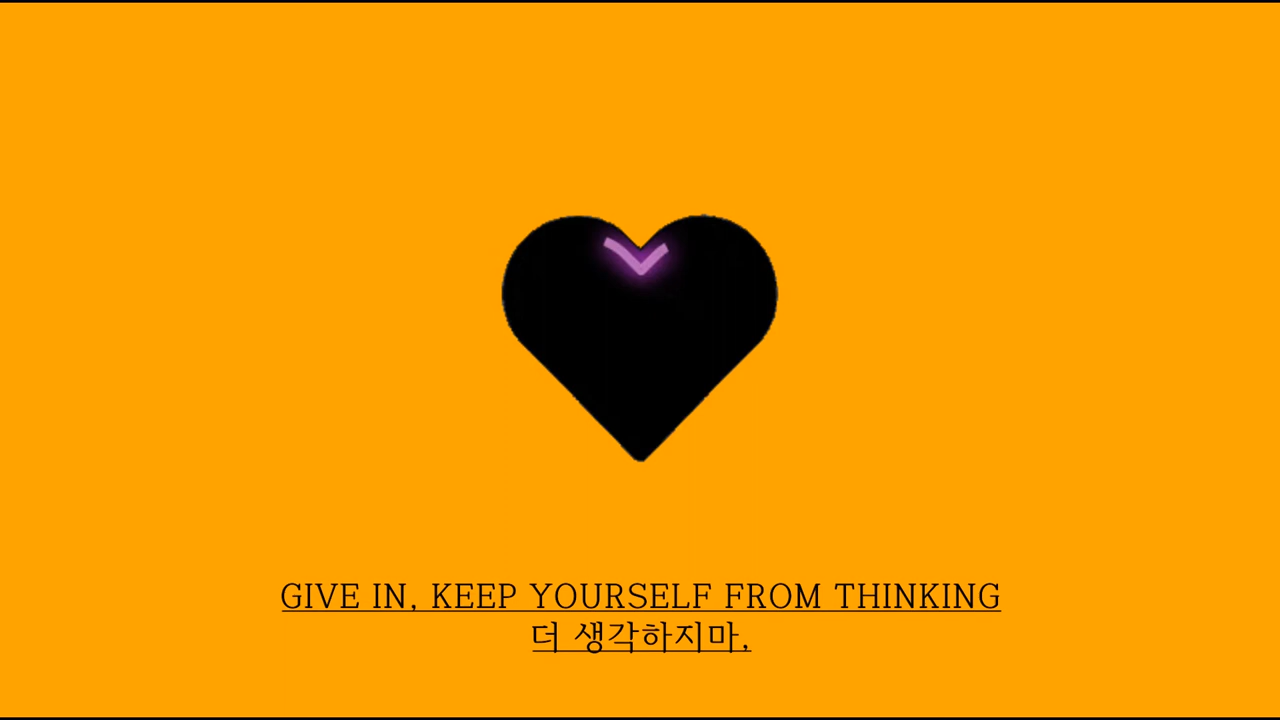 GIVE IN, KEEP YOURSELF FROM THINKING
더 생각하지마,